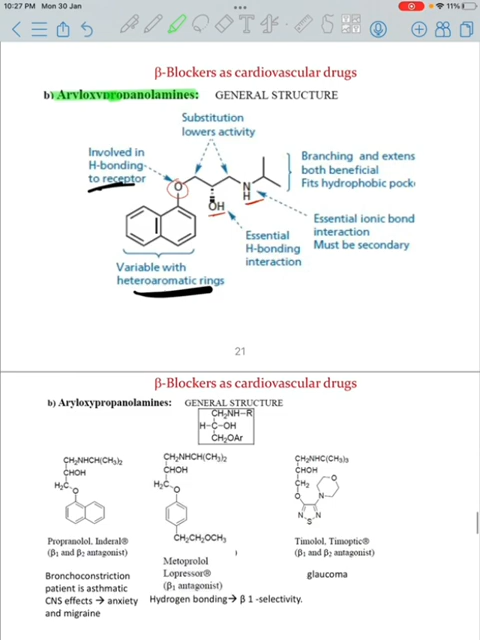 10:27 PM Mon 30 Jan
11%
β-Blockers as cardiovascular drugs
b) Aryloxypropanolamines: GENERAL STRUCTURE
Substitution
lowers activity
Involved in
H-bonding
to receptor
Branching and extens
both beneficial
Fits hydrophobic pock
O
N
H
OH
Essential ionic bond
interaction
Must be secondary
Essential
H-bonding
interaction
Variable with
heteroaromatic rings
21
β-Blockers as cardiovascular drugs
b) Aryloxypropanolamines: GENERAL STRUCTURE
CH2NH-R
H-C-OH
CH2OAr
CH2NHCH(CH3)2
CHOH
H2C
O
Propranolol, Inderal®
(β1 and β2 antagonist)
Bronchoconstriction
patient is asthmatic
CNS effects → anxiety
and migraine
CH2NHCH(CH3)2
CHOH
H2C
O
CH2CH2OCH3
Metoprolol
Lopressor®
(β1 antagonist)
)
Hydrogen bonding→ β 1 -selectivity.
CH2NHC(CH3)3
CHOH
CH2
O
O
N
N
N
S
Timolol, Timoptic®
(β1 and β2 antagonist)
glaucoma